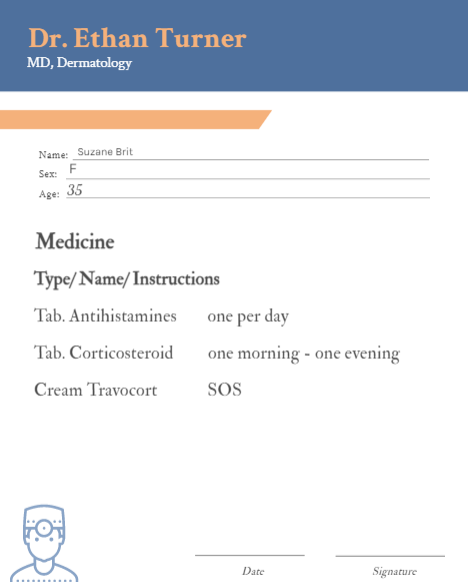 Dr. Ethan Turner
MD, Dermatology
Name: Suzane Brit
Sex: F
Age: 35
Medicine
Type/ Name/ Instructions
Tab. Antihistamines one per day
Tab. Corticosteroid one morning - one evening
Cream Travocort SOS
Date Signature